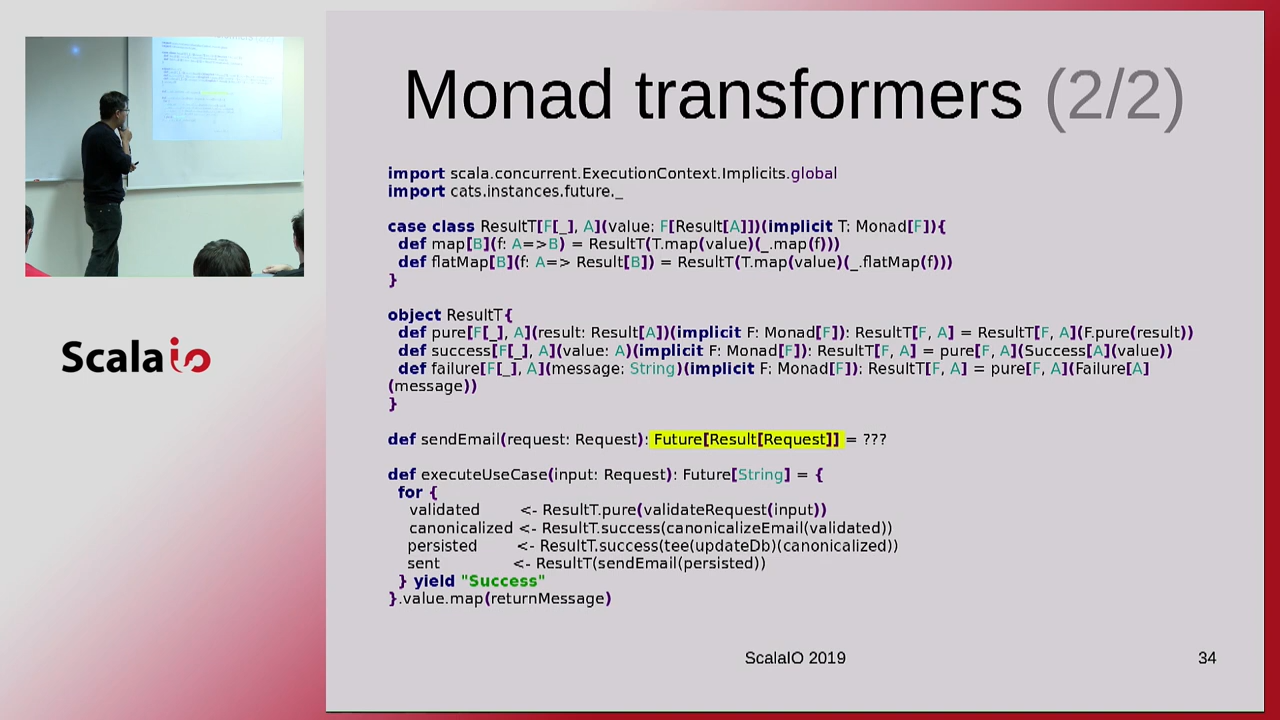 Monad transformers (2/2)
import scala.concurrent.ExecutionContext.Implicits.global
import cats.instances.future._
case class ResultT[F[_], A](value: F[Result[A]])(implicit T: Monad[F]){
def map[B](f: A=>B) = ResultT(T.map(value)(_.map(f)))
def flatMap[B](f: A=> Result[B]) = ResultT(T.map(value)(_.flatMap(f)))
}
object ResultT{
def pure[F[_], A](result: Result[A])(implicit F: Monad[F]): ResultT[F, A] = ResultT[F, A](F.pure(result))
def success[F[_], A](value: A)(implicit F: Monad[F]): ResultT[F, A] = pure[F, A](Success[A](value))
def failure[F[_], A](message: String)(implicit F: Monad[F]): ResultT[F, A] = pure[F, A](Failure[A]
(message))
}
def sendEmail(request: Request): Future[Result[Request]] = ???
def executeUseCase(input: Request): Future[String] = {
for {
validated <- ResultT.pure(validateRequest(input))
canonicalized <- ResultT.success(canonicalizeEmail(validated))
persisted <- ResultT.success(tee(updateDb)(canonicalized))
sent <- ResultT(sendEmail(persisted))
} yield "Success"
}.value.map(returnMessage)
Scala io
ScalaIO 2019
34